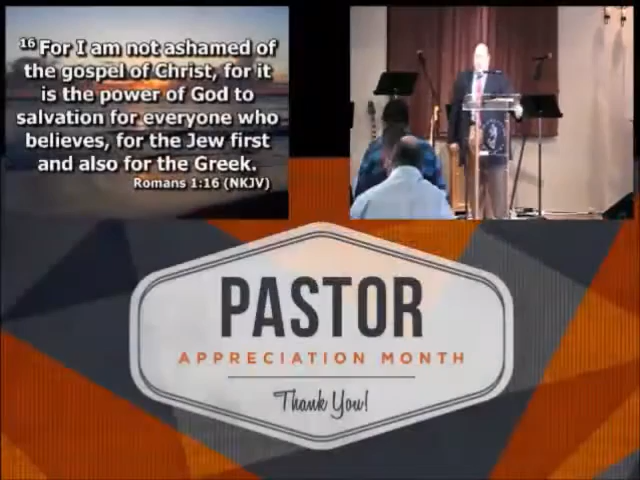 16 For I am not ashamed of
the gospel of Christ, for it
is the power of God to
salvation for everyone who
believes, for the Jew first
and also for the Greek.
Romans 1:16 (NKJV)
PASTOR
APPRECIATION MONTH
Thank You!